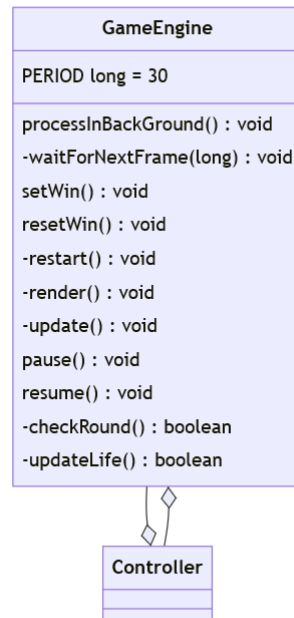 GameEngine
PERIOD long = 30
processInBackGround() : void
-waitForNextFrame(long) : void
setWin() : void
resetWin() : void
-restart() : void
-render() : void
-update() : void
pause() : void
resume() : void
-checkRound() : boolean
-updateLife() : boolean
Controller